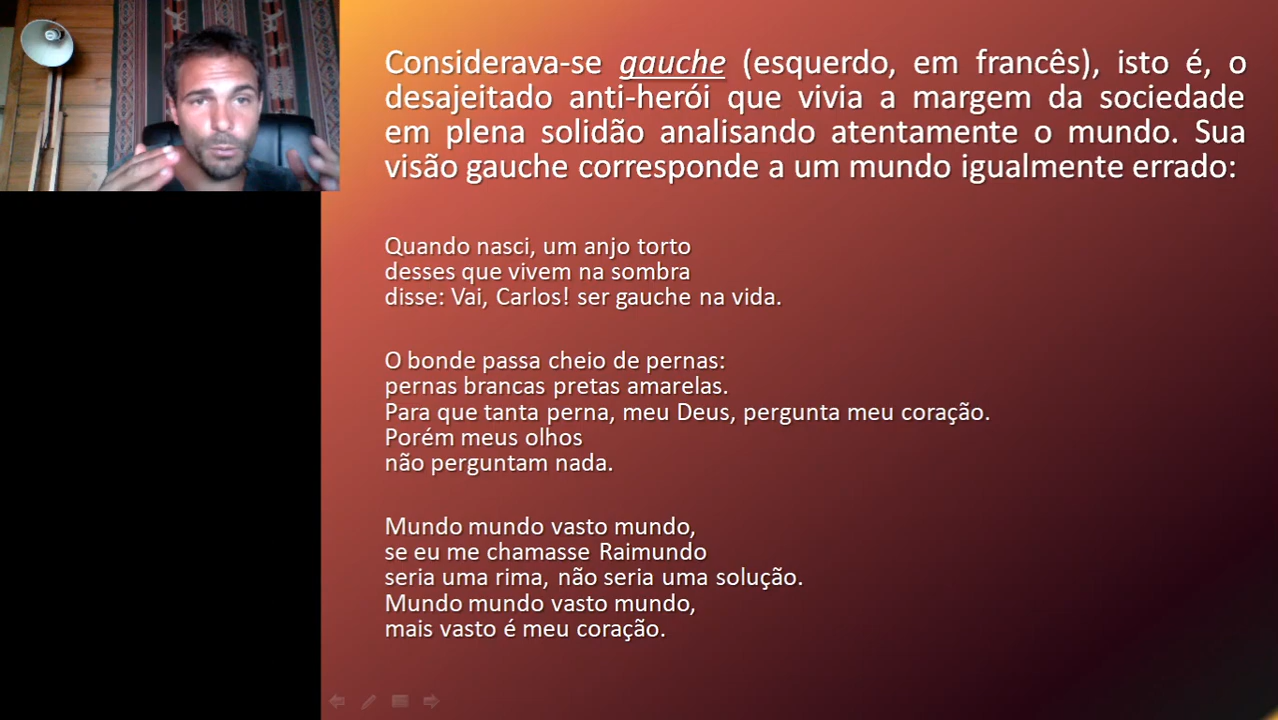 Considerava-se gauche (esquerdo, em francês), isto é, o
desajeitado anti-herói que vivia a margem da sociedade
em plena solidão analisando atentamente o mundo. Sua
visão gauche corresponde a um mundo igualmente errado:
Quando nasci, um anjo torto
desses que vivem na sombra
disse: Vai, Carlos! ser gauche na vida.
O bonde passa cheio de pernas:
pernas brancas pretas amarelas.
Para que tanta perna, meu Deus, pergunta meu coração.
Porém meus olhos
não perguntam nada.
Mundo mundo vasto mundo,
se eu me chamasse Raimundo
seria uma rima, não seria uma solução.
Mundo mundo vasto mundo,
mais vasto é meu coração.